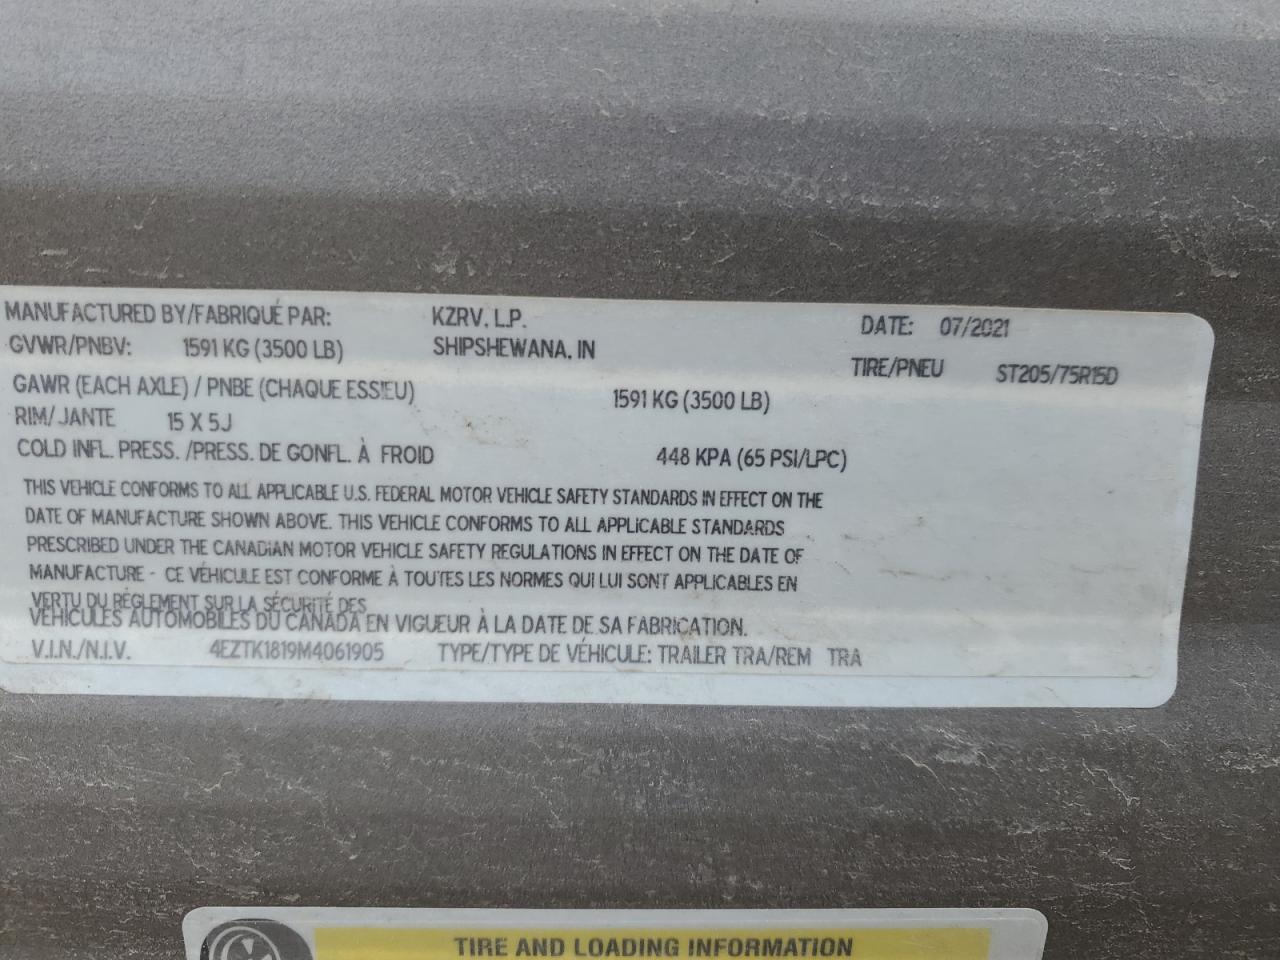 MANUFACTURED BY/FABRIQUÉ PAR: KZRV, L.P. DATE: 07/2021
GVWR/PNBV: 1591 KG (3500 LB) SHIPSHEWANA, IN TIRE/PNEU ST205/75R15D
GAWR (EACH AXLE) / PNBE (CHAQUE ESSIEU) 1591 KG (3500 LB)
RIM/ JANTE 15 X 5J
COLD INFL. PRESS. /PRESS. DE GONFL. À FROID 448 KPA (65 PSI/LPC)
THIS VEHICLE CONFORMS TO ALL APPLICABLE U.S. FEDERAL MOTOR VEHICLE SAFETY STANDARDS IN EFFECT ON THE
DATE OF MANUFACTURE SHOWN ABOVE. THIS VEHICLE CONFORMS TO ALL APPLICABLE STANDARDS
PRESCRIBED UNDER THE CANADIAN MOTOR VEHICLE SAFETY REGULATIONS IN EFFECT ON THE DATE OF
MANUFACTURE - CE VÉHICULE EST CONFORME À TOUTES LES NORMES QUI LUI SONT APPLICABLES EN
VERTU DU RÈGLEMENT SUR LA SÉCURITÉ DES
VÉHICULES AUTOMOBILES DU CANADA EN VIGUEUR À LA DATE DE SA FABRICATION.
V.I.N./N.I.V. 4EZTK1819M4061905 TYPE/TYPE DE VÉHICULE: TRAILER TRA/REM TRA
TIRE AND LOADING INFORMATION